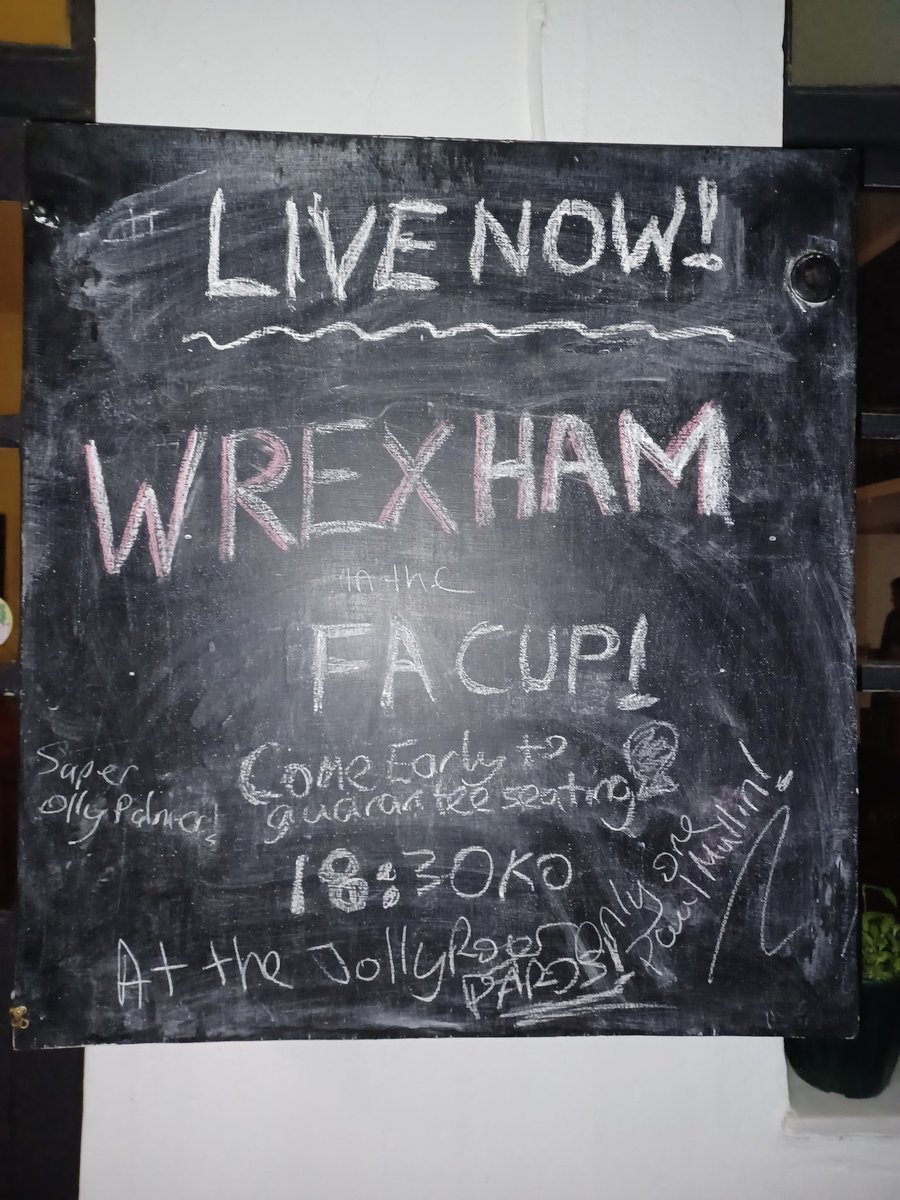 LIVE NOW!
WREXHAM
in the
FA CUP!
Super
Olly Palmer!
Come Early to
guarantee seating
18:30KO
At the Jolly Roger
PAROS!
only one
Paul Mullin!